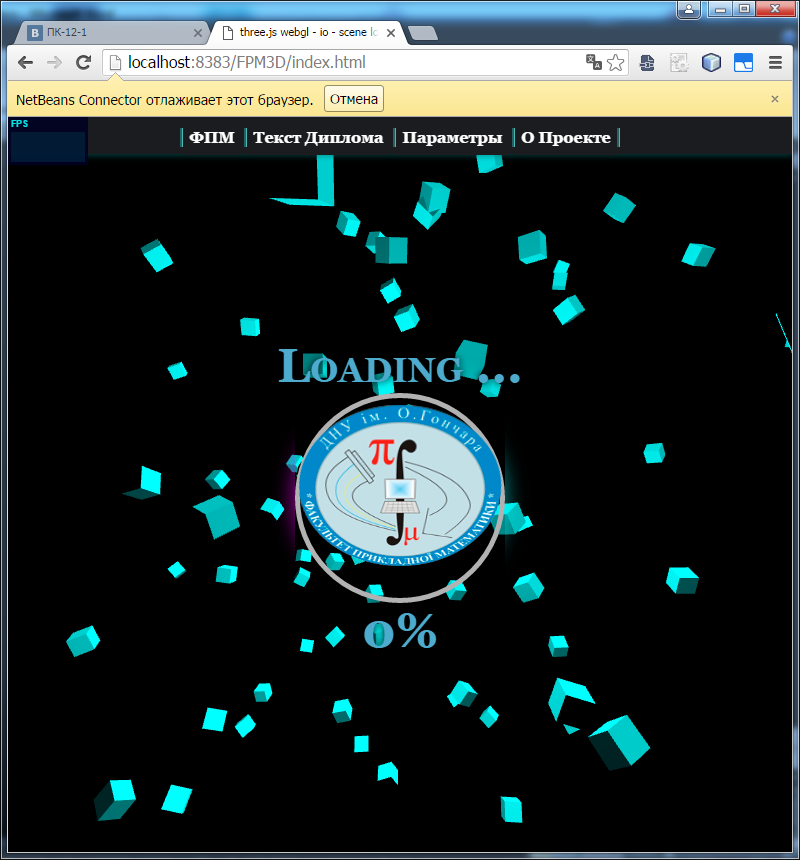 ПК-12-1
three.js webgl - io - scene lo
localhost:8383/FPM3D/index.html
NetBeans Connector отлаживает этот браузер.
Отмена
FPS
ФПМ
Текст Диплома
Параметры
О Проекте
Loading ...
ДНУ ім. О.Гончара
π
μ
* ФАКУЛЬТЕТ ПРИКЛАДНОЇ МАТЕМАТИКИ *
0%